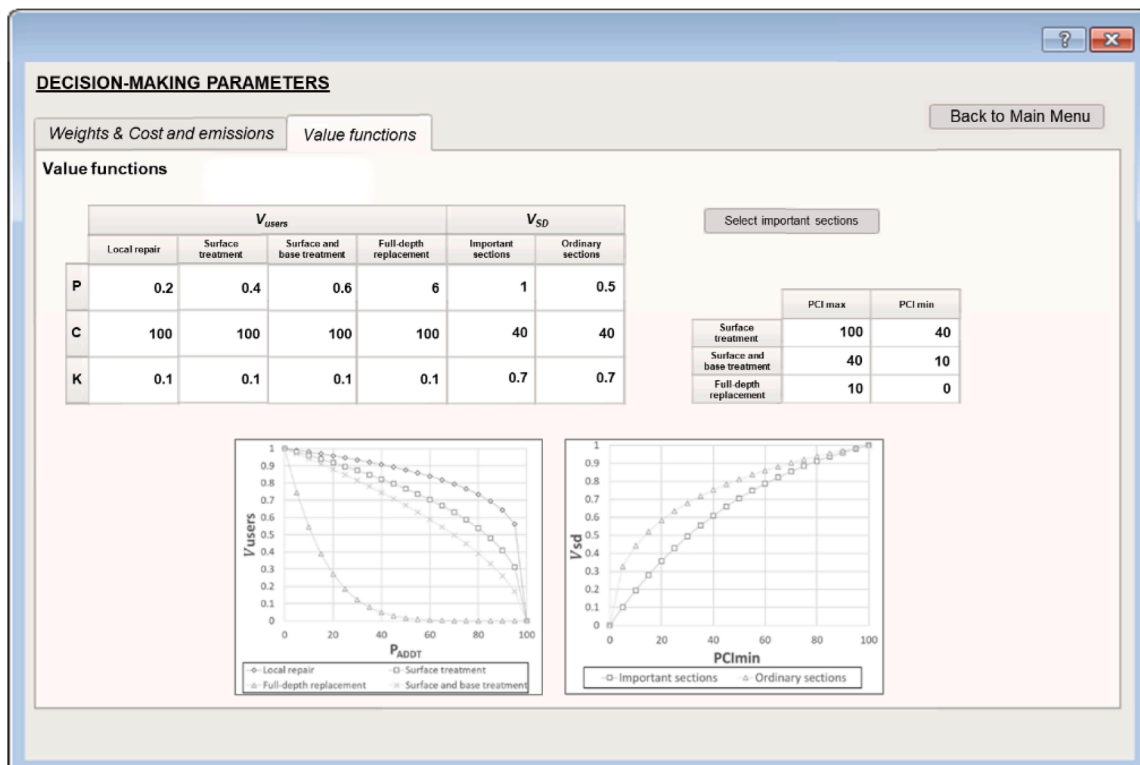 ?
DECISION-MAKING PARAMETERS
Back to Main Menu
Weights & Cost and emissions
Value functions
Value functions
Vusers
VSD
Select important sections
Local repair
Surface
treatment
Surface and
base treatment
Full-depth
replacement
Important
sections
Ordinary
sections
P 0.2 0.4 0.6 6 1 0.5
C 100 100 100 100 40 40
K 0.1 0.1 0.1 0.1 0.7 0.7
PCI max PCI min
Surface
treatment
100 40
Surface and
base treatment
40 10
Full-depth
replacement
10 0
Vusers
1
0.9
0.8
0.7
0.6
0.5
0.4
0.3
0.2
0.1
0
0 20 40 60 80 100
PADDT
Local repair Surface treatment
Full-depth replacement Surface and base treatment
Vsd
1
0.9
0.8
0.7
0.6
0.5
0.4
0.3
0.2
0.1
0
0 20 40 60 80 100
PCImin
Important sections Ordinary sections